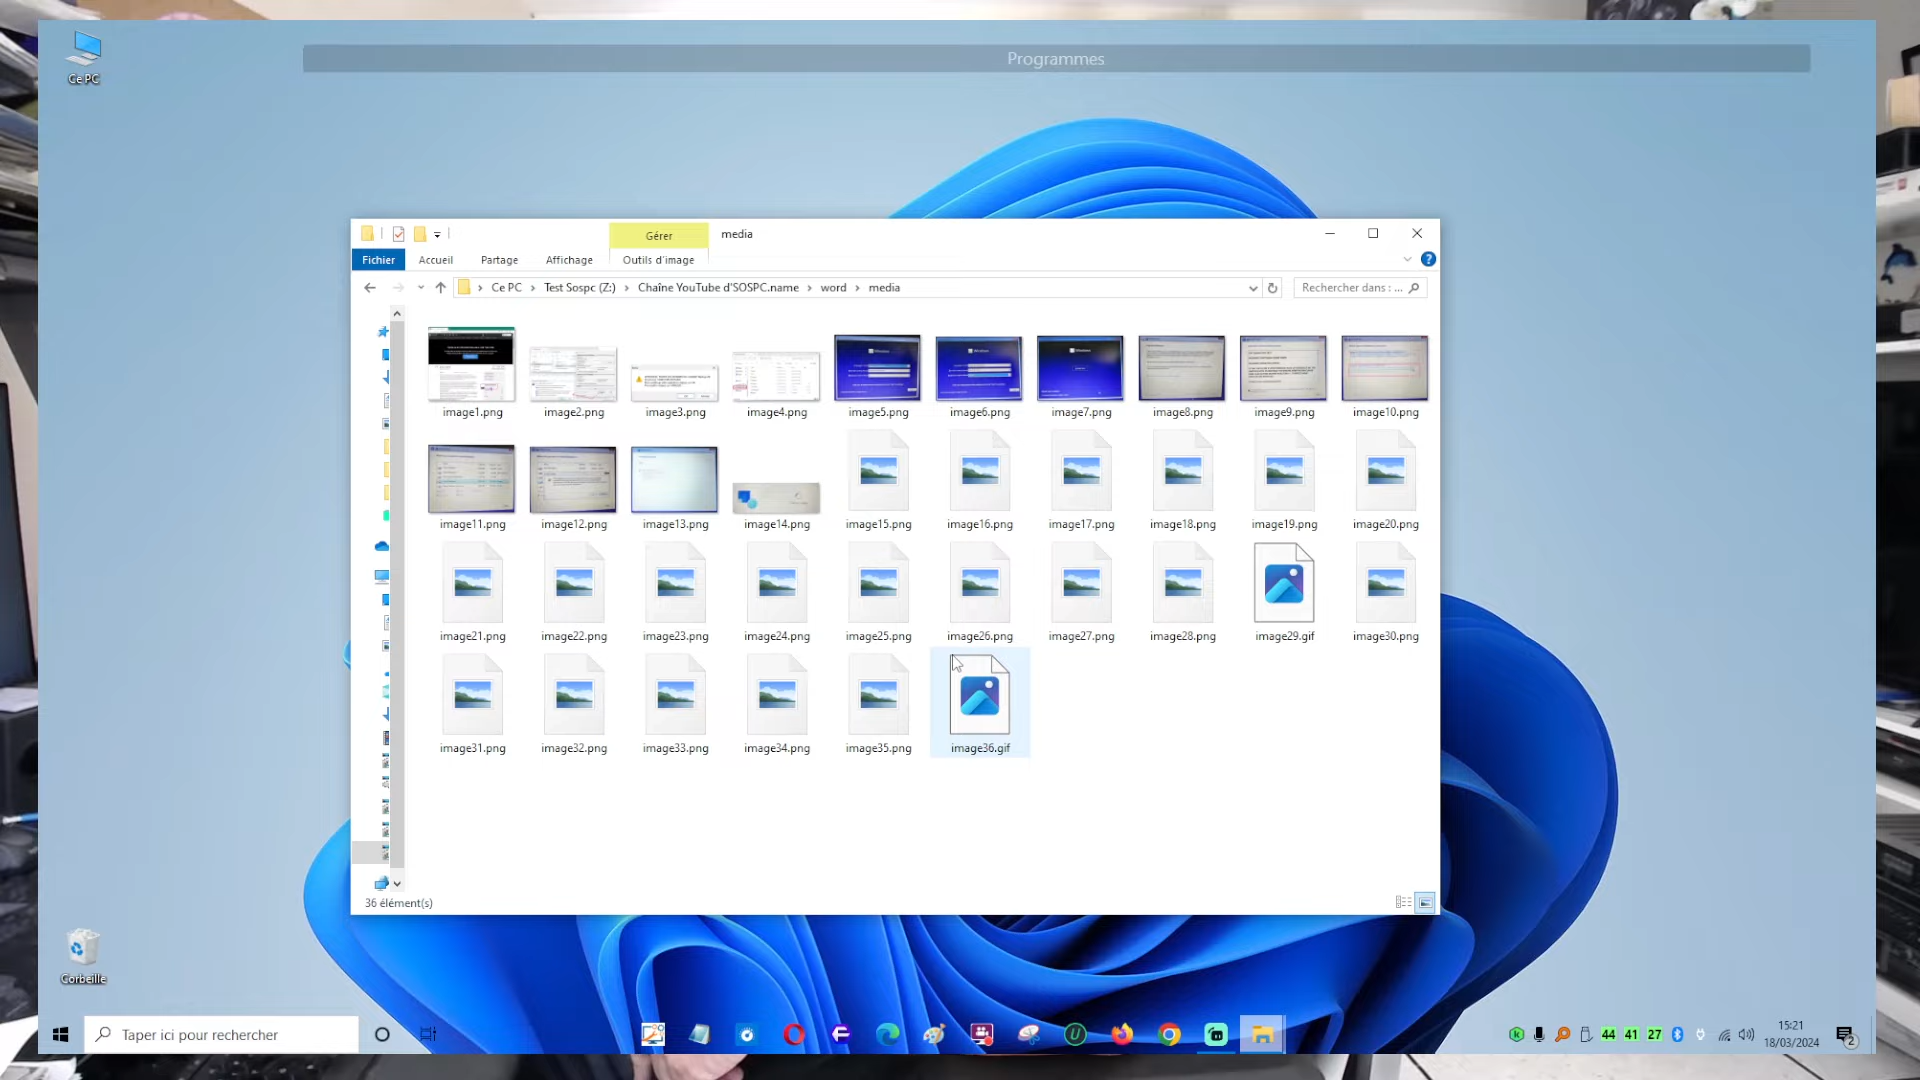 Ce PC
Programmes
Gérer
media
Fichier
Accueil
Partage
Affichage
Outils d'image
Ce PC
Test Sospc (Z:)
Chaîne YouTube d'SOSPC.name
word
media
Rechercher dans : ...
image1.png
image2.png
image3.png
image4.png
image5.png
image6.png
image7.png
image8.png
image9.png
image10.png
image11.png
image12.png
image13.png
image14.png
image15.png
image16.png
image17.png
image18.png
image19.png
image20.png
image21.png
image22.png
image23.png
image24.png
image25.png
image26.png
image27.png
image28.png
image29.gif
image30.png
image31.png
image32.png
image33.png
image34.png
image35.png
image36.gif
36 élément(s)
Corbeille
Taper ici pour rechercher
44
41
27
15:21
18/03/2024
2